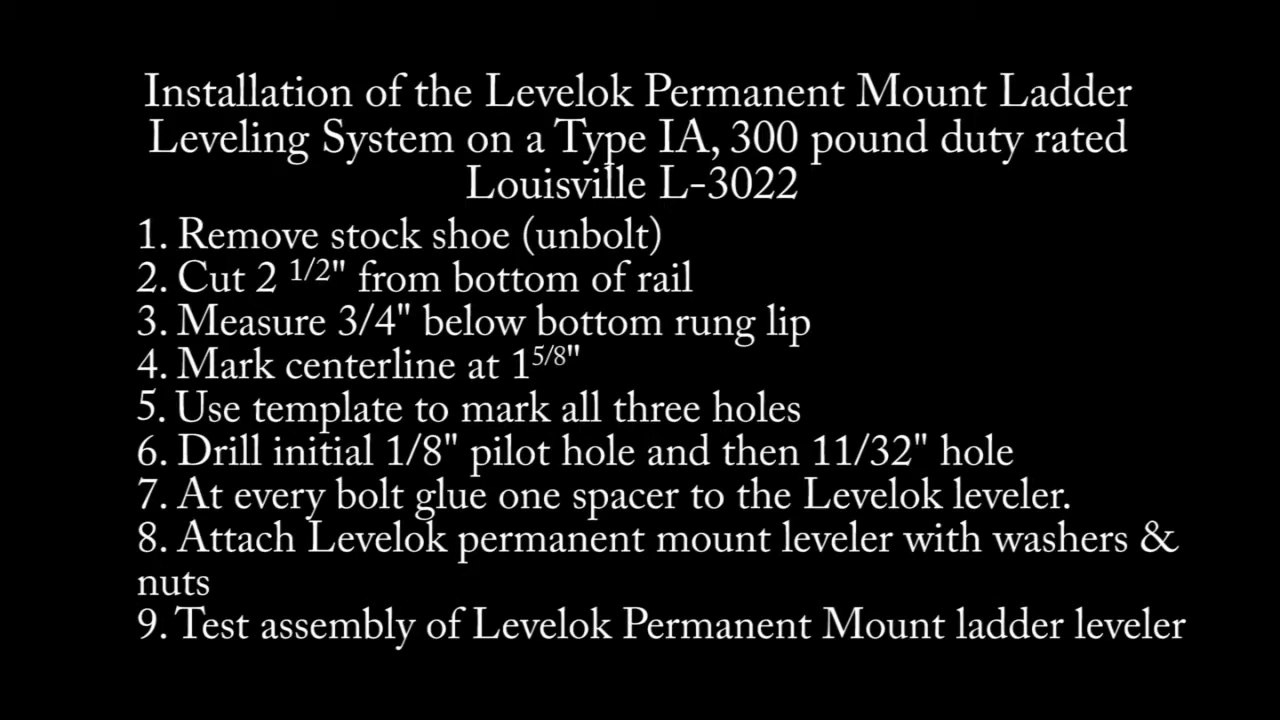 Installation of the Levelok Permanent Mount Ladder
Leveling System on a Type IA, 300 pound duty rated
Louisville L-3022
1. Remove stock shoe (unbolt)
2. Cut 2 1/2" from bottom of rail
3. Measure 3/4" below bottom rung lip
4. Mark centerline at 1 5/8"
5. Use template to mark all three holes
6. Drill initial 1/8" pilot hole and then 11/32" hole
7. At every bolt glue one spacer to the Levelok leveler.
8. Attach Levelok permanent mount leveler with washers &
nuts
9. Test assembly of Levelok Permanent Mount ladder leveler